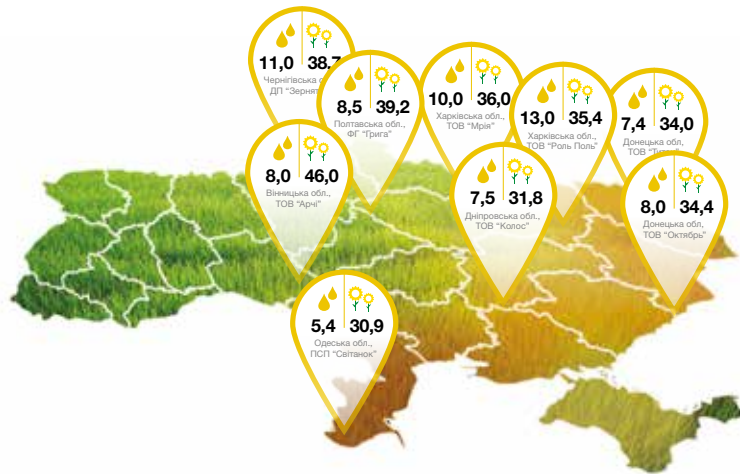 11,0 38,7
Чернігівська
ДП
8,5 39,2
Полтавська обл.,
ФГ "Грига"
10,0 36,0
Харківська обл.,
ТОВ "Мрія"
13,0 35,4
Харківська обл.,
ТОВ "Роль Поль"
7,4 34,0
Донецька обл,
ТОВ
8,0 46,0
Вінницька обл.,
ТОВ "Арчі"
7,5 31,8
Дніпровська обл.,
ТОВ "Колос"
8,0 34,4
Донецька обл,
ТОВ "Октябрь"
5,4 30,9
Одеська обл.,
ПСП "Світанок"